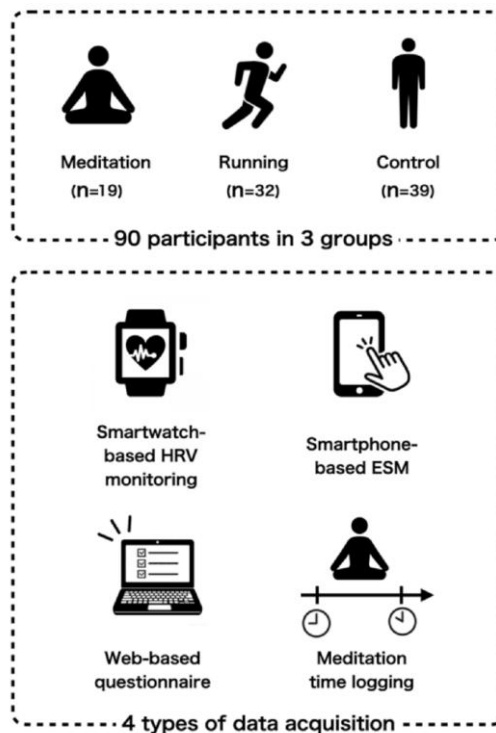 Meditation Running Control
(n=19) (n=32) (n=39)
90 participants in 3 groups
Smartwatch-
based HRV
monitoring
Smartphone-
based ESM
Web-based
questionnaire
Meditation
time logging
4 types of data acquisition